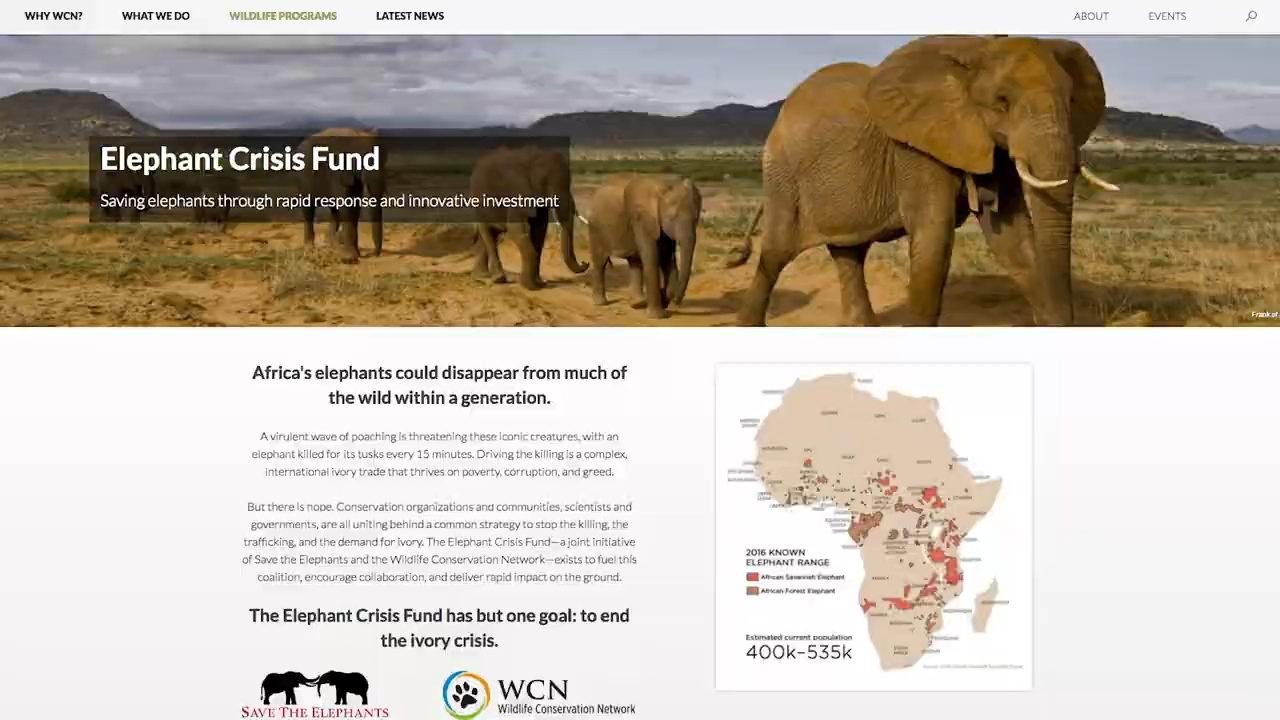 WHY WCN? WHAT WE DO WILDLIFE PROGRAMS LATEST NEWS ABOUT EVENTS
Elephant Crisis Fund
Saving elephants through rapid response and innovative investment
Africa's elephants could disappear from much of
the wild within a generation.
A virulent wave of poaching is threatening these iconic creatures, with an
elephant killed for its tusks every 15 minutes. Driving the killing is a complex,
international ivory trade that thrives on poverty, corruption, and greed.
But there is hope. Conservation organizations and communities, scientists and
governments, are all uniting behind a common strategy to stop the killing, the
trafficking, and the demand for ivory. The Elephant Crisis Fund—a joint initiative
of Save the Elephants and the Wildlife Conservation Network—exists to fuel this
coalition, encourage collaboration, and deliver rapid impact on the ground.
The Elephant Crisis Fund has but one goal: to end
the ivory crisis.
SAVE THE ELEPHANTS
WCN
Wildlife Conservation Network
2016 KNOWN
ELEPHANT RANGE
African Savannah Elephant
African Forest Elephant
Estimated current population
400k-535k